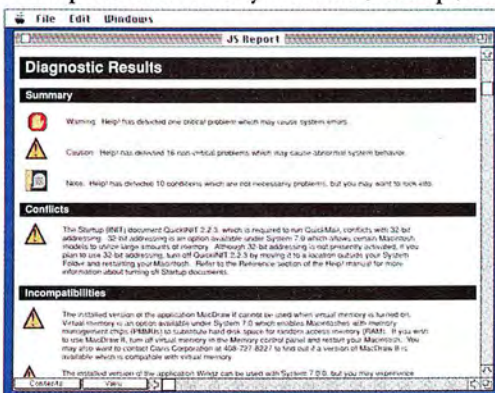 File Edit Windows
JS Report
Diagnostic Results
Summary
Warning. Help! has detected one critical problem which may cause system errors.
Caution. Help! has detected 16 non-critical problems which may cause abnormal system behavior.
Note. Help! has detected 10 conditions which are not necessarily problems, but you may want to look into.
Conflicts
The Startup (INIT) document QuickINIT 2.2.3, which is required to run QuickMail, conflicts with 32-bit
addressing. 32-bit addressing is an option available under System 7.0 which allows certain Macintosh
models to utilize large amounts of memory. Although 32-bit addressing is not presently activated, if you
plan to use 32-bit addressing, turn off QuickINIT 2.2.3 by moving it to a location outside your System
Folder and restarting your Macintosh. Refer to the Reference section of the Help! manual for more
information about turning off Startup documents.
Incompatibilities
The installed version of the application MacDraw II cannot be used when virtual memory is turned on.
Virtual memory is an option available under System 7.0 which enables Macintoshes with memory
management chips (PMMUs) to substitute hard disk space for random access memory (RAM). If you wish
to use MacDraw II, turn off virtual memory in the Memory control panel and restart your Macintosh. You
may also want to contact Claris Corporation at 408-727-8227 to find out if a version of MacDraw II is
available which is compatible with virtual memory.
The installed version of the application Wingz can be used with System 7.0.0, but you may experience
Contents View